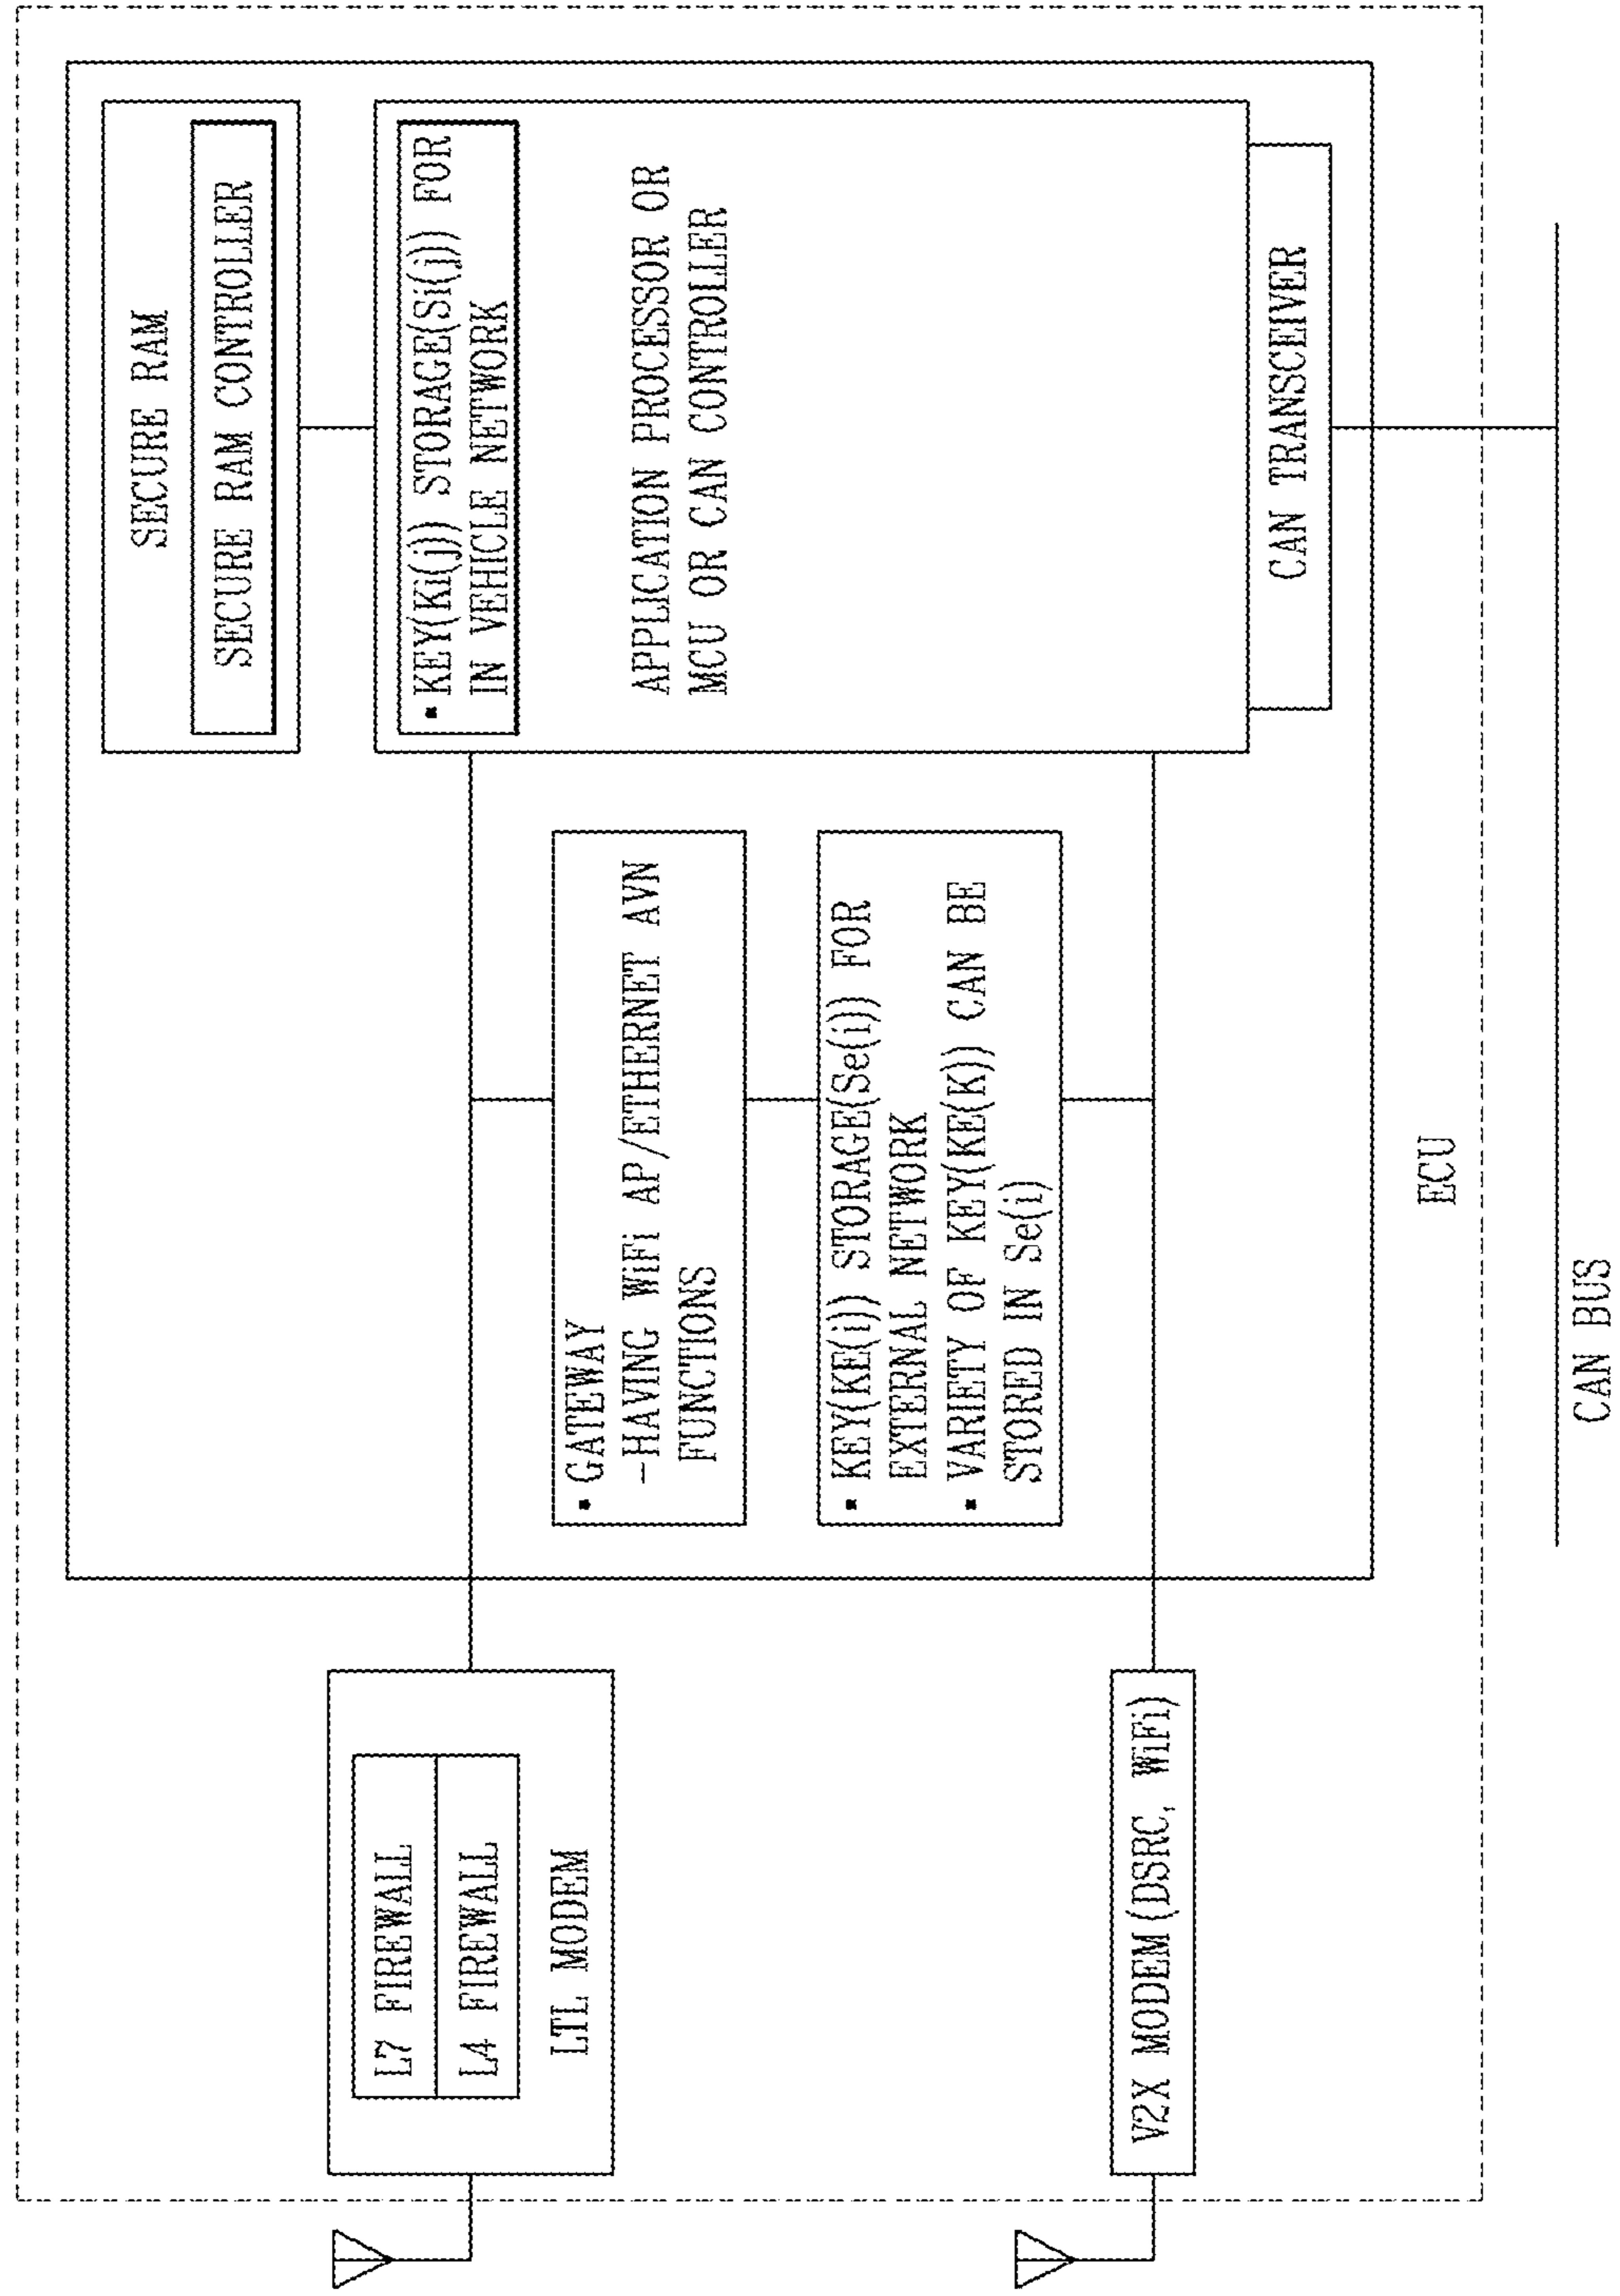 L7 FIREWALL
L4 FIREWALL
LTL MODEM
V2X MODEM(DSRC, WiFi)
• GATEWAY
-HAVING WiFi AP/ETHERNET AVN
FUNCTIONS
• KEY(KE(i)) STORAGE(Se(i)) FOR
EXTERNAL NETWORK
• VARIETY OF KEY(KE(K)) CAN BE
STORED IN Se(i)
SECURE RAM
SECURE RAM CONTROLLER
• KEY(Ki(j)) STORAGE(Si(j)) FOR
IN VEHICLE NETWORK
APPLICATION PROCESSOR OR
MCU OR CAN CONTROLLER
CAN TRANSCEIVER
ECU
CAN BUS